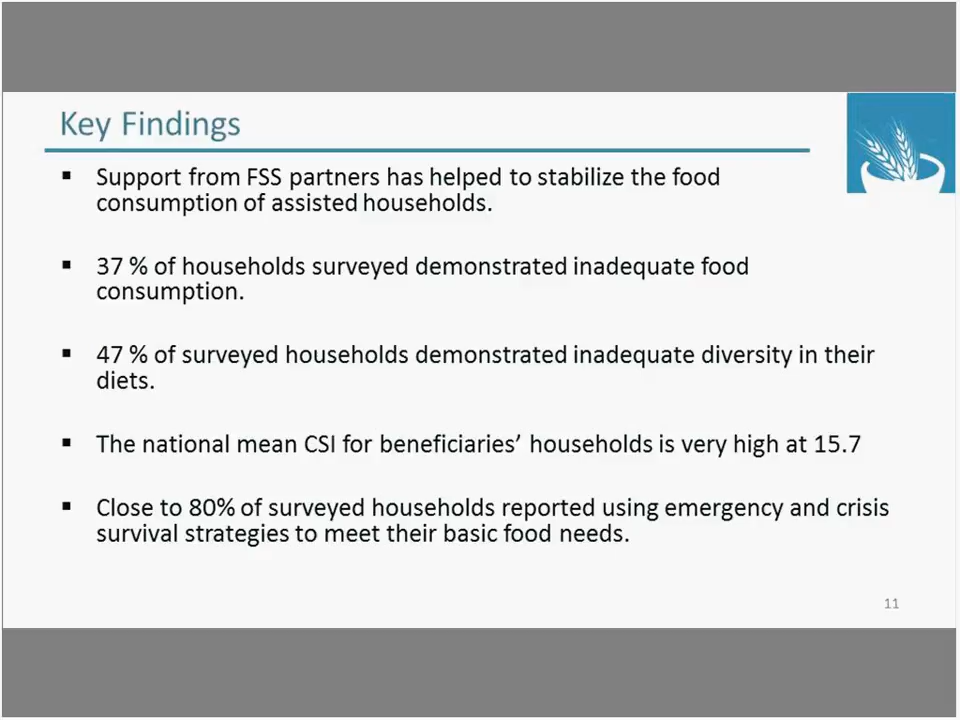 Key Findings
▪ Support from FSS partners has helped to stabilize the food
consumption of assisted households.
▪ 37 % of households surveyed demonstrated inadequate food
consumption.
▪ 47 % of surveyed households demonstrated inadequate diversity in their
diets.
▪ The national mean CSI for beneficiaries’ households is very high at 15.7
▪ Close to 80% of surveyed households reported using emergency and crisis
survival strategies to meet their basic food needs.
11